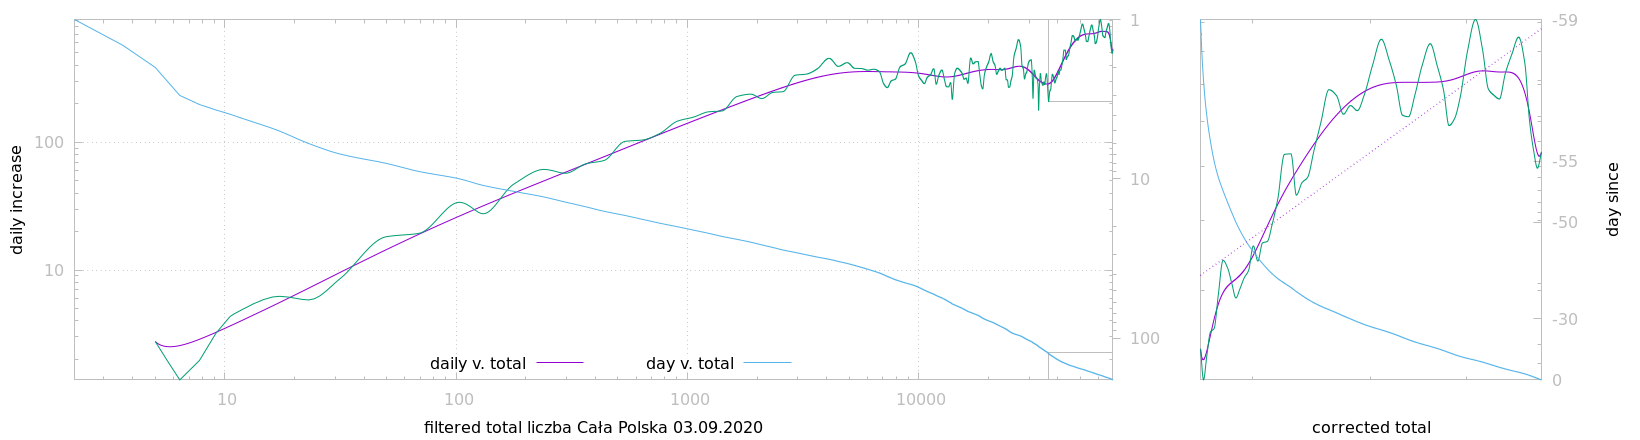 daily increase
100
10
daily v. total
day v. total
10
100
1000
10000
1
10
100
filtered total liczba Cała Polska 03.09.2020
-59
-55
-50
-30
0
day since
corrected total